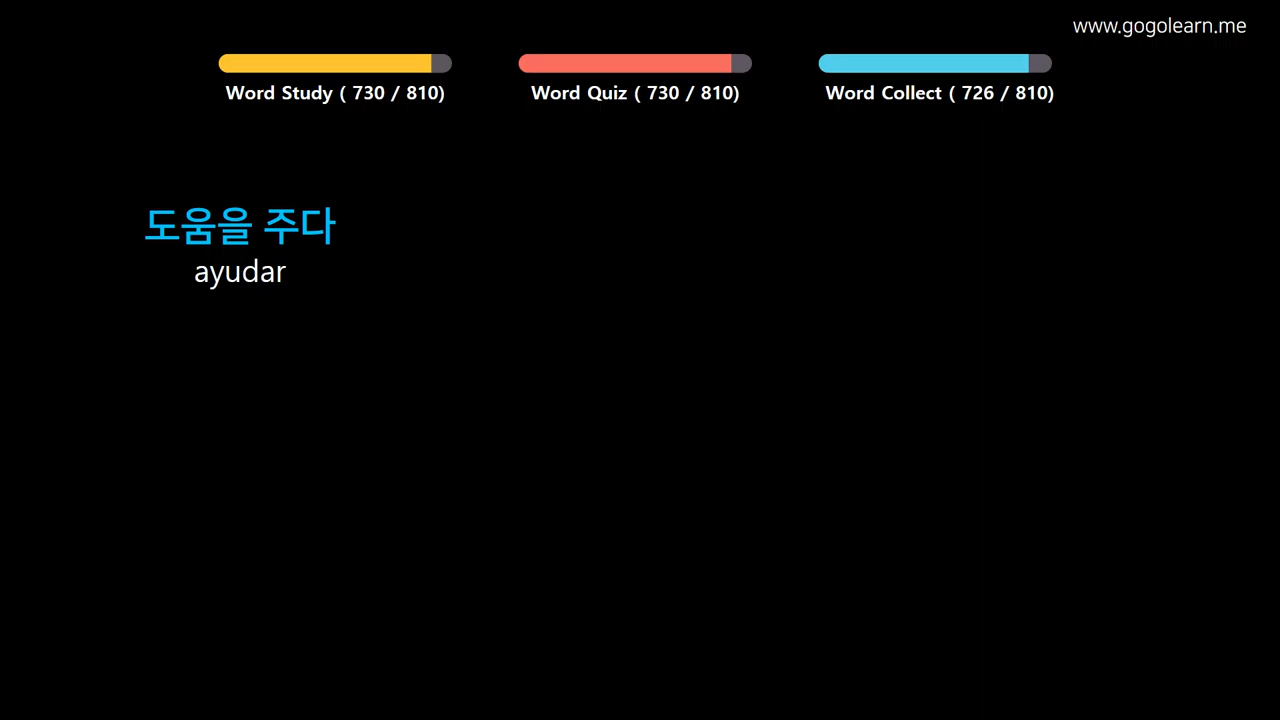 www.gogolearn.me
Word Study ( 730 / 810)
Word Quiz ( 730 / 810)
Word Collect ( 726 / 810)
도움을 주다
ayudar